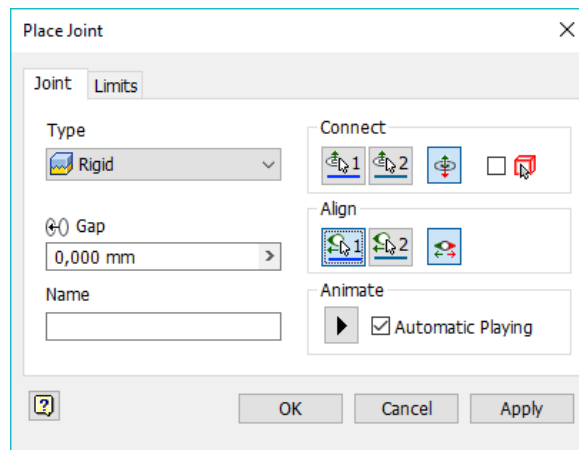 Place Joint
Joint Limits
Type
Rigid
Gap
0,000 mm
Name
Connect
1 2
Align
1 2
Animate
Automatic Playing
OK Cancel Apply